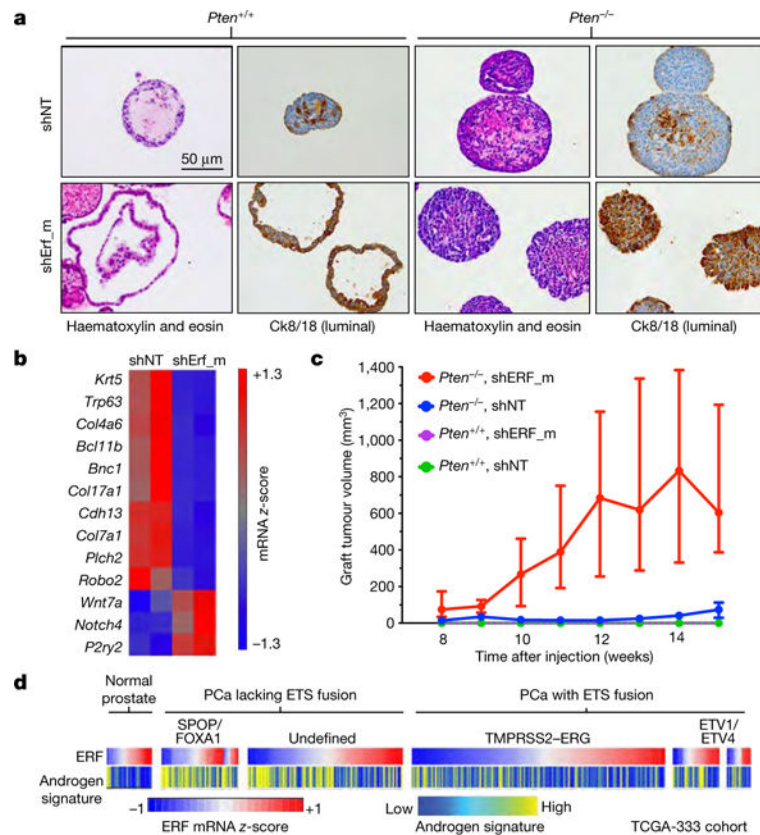 a
Pten+/+
Pten−/−
shNT
50 μm
shErf_m
Haematoxylin and eosin
Ck8/18 (luminal)
Haematoxylin and eosin
Ck8/18 (luminal)
b
shNT shErf_m
Krt5
Trp63
Col4a6
Bcl11b
Bnc1
Col17a1
Cdh13
Col7a1
Plch2
Robo2
Wnt7a
Notch4
P2ry2
+1.3
mRNA z-score
−1.3
c
Pten−/−, shERF_m
Pten−/−, shNT
Pten+/+, shERF_m
Pten+/+, shNT
Graft tumour volume (mm3)
1,400
1,200
1,000
800
600
400
200
0
8 10 12 14
Time after injection (weeks)
d
Normal prostate
PCa lacking ETS fusion
PCa with ETS fusion
SPOP/
FOXA1
Undefined
TMPRSS2–ERG
ETV1/
ETV4
ERF
Androgen
signature
−1 +1
ERF mRNA z-score
Low High
Androgen signature
TCGA-333 cohort